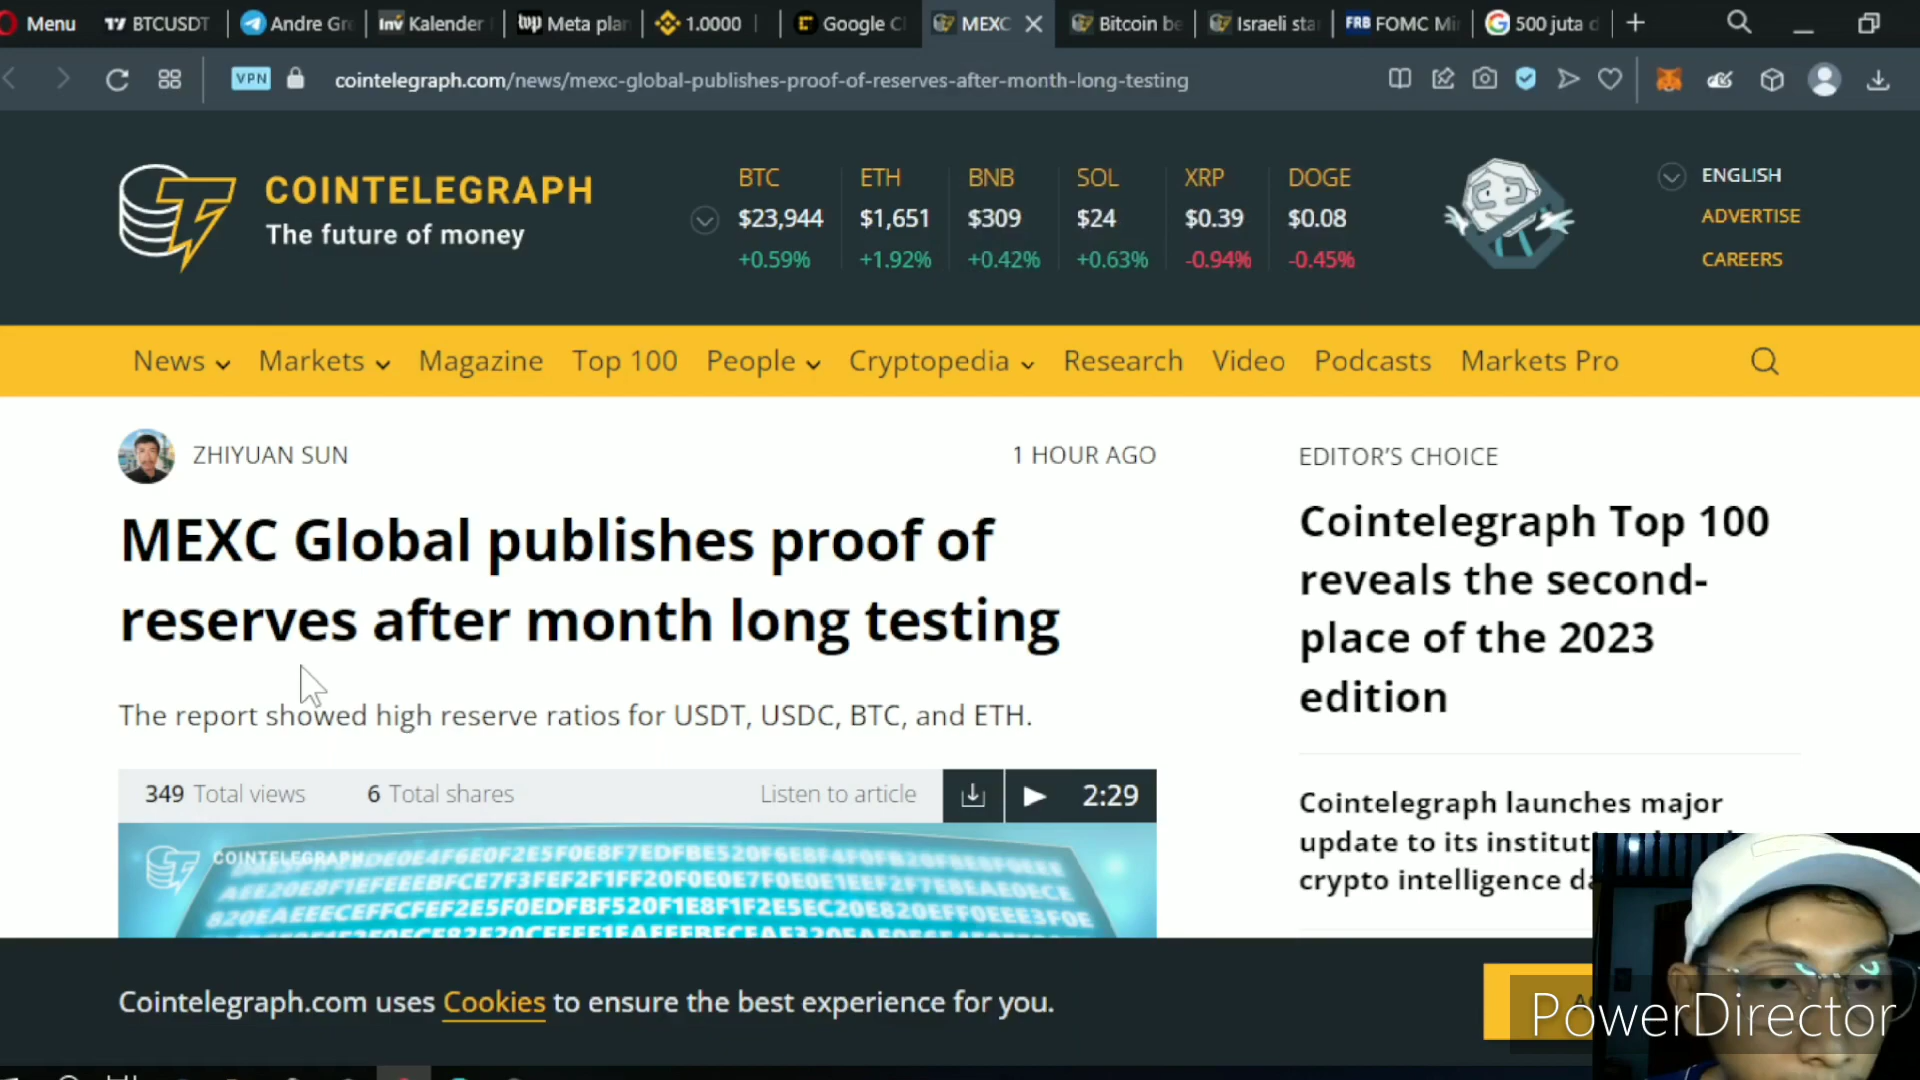 Menu
BTCUSDT
Andre Gr
Kalender
Meta plan
1.0000
Google C
MEXC
Bitcoin be
Israeli sta
FOMC Mi
500 juta d
VPN
cointelegraph.com/news/mexc-global-publishes-proof-of-reserves-after-month-long-testing
COINTELEGRAPH
The future of money
BTC ETH BNB SOL XRP DOGE
$23,944 $1,651 $309 $24 $0.39 $0.08
+0.59% +1.92% +0.42% +0.63% -0.94% -0.45%
ENGLISH
ADVERTISE
CAREERS
News Markets Magazine Top 100 People Cryptopedia Research Video Podcasts Markets Pro
ZHIYUAN SUN
1 HOUR AGO
MEXC Global publishes proof of
reserves after month long testing
The report showed high reserve ratios for USDT, USDC, BTC, and ETH.
349 Total views 6 Total shares Listen to article 2:29
COINTELEGRAPH
EDITOR'S CHOICE
Cointelegraph Top 100
reveals the second-
place of the 2023
edition
Cointelegraph launches major
update to its institut
crypto intelligence da
Cointelegraph.com uses Cookies to ensure the best experience for you.
PowerDirector